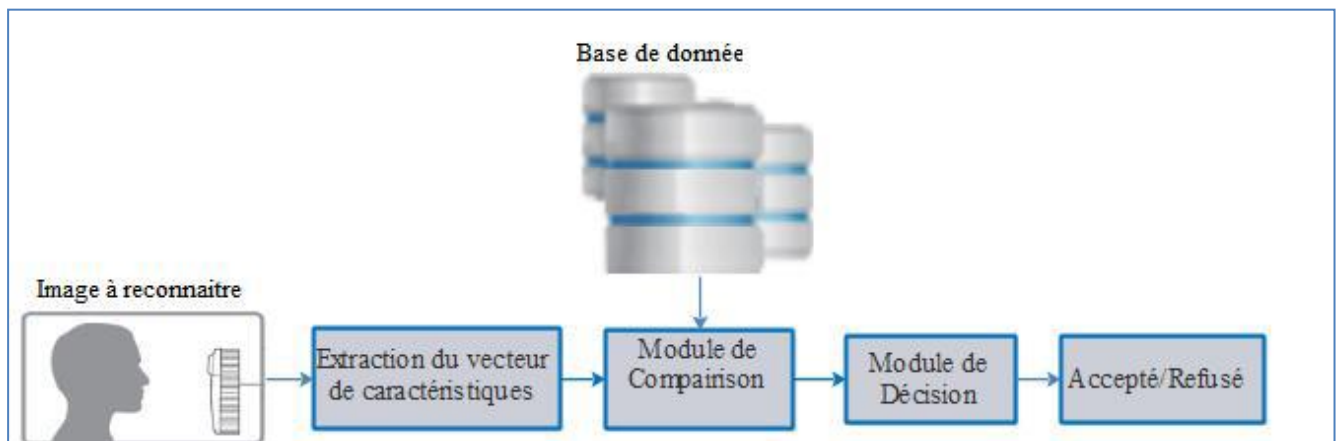 Base de donnée
Image à reconnaitre
Extraction du vecteur
de caractéristiques
Module de
Compairison
Module de
Décision
Accepté/Refusé